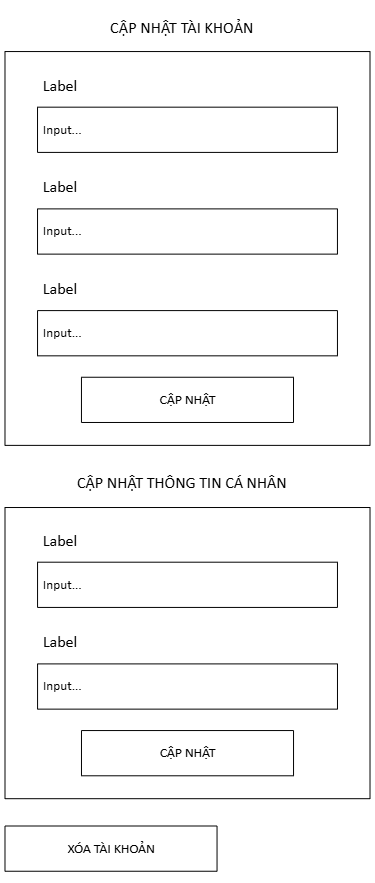 CẬP NHẬT TÀI KHOẢN
Label
Input...
Label
Input...
Label
Input...
CẬP NHẬT
CẬP NHẬT THÔNG TIN CÁ NHÂN
Label
Input...
Label
Input...
CẬP NHẬT
XÓA TÀI KHOẢN